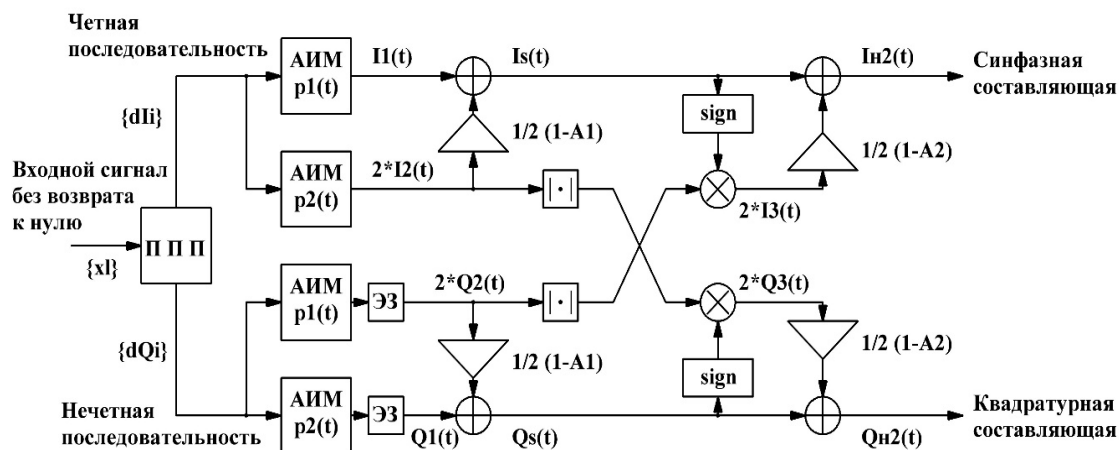 Четная
последовательность
АИМ
p1(t)
I1(t)
Is(t)
Iн2(t)
Синфазная
составляющая
{dIi}
sign
1/2 (1-A1)
1/2 (1-A2)
Входной сигнал
без возврата
к нулю
АИМ
p2(t)
2*I2(t)
|·|
2*I3(t)
П П П
{xl}
АИМ
p1(t)
ЭЗ
2*Q2(t)
|·|
2*Q3(t)
{dQi}
1/2 (1-A1)
sign
1/2 (1-A2)
Нечетная
последовательность
АИМ
p2(t)
ЭЗ
Q1(t)
Qs(t)
Qн2(t)
Квадратурная
составляющая